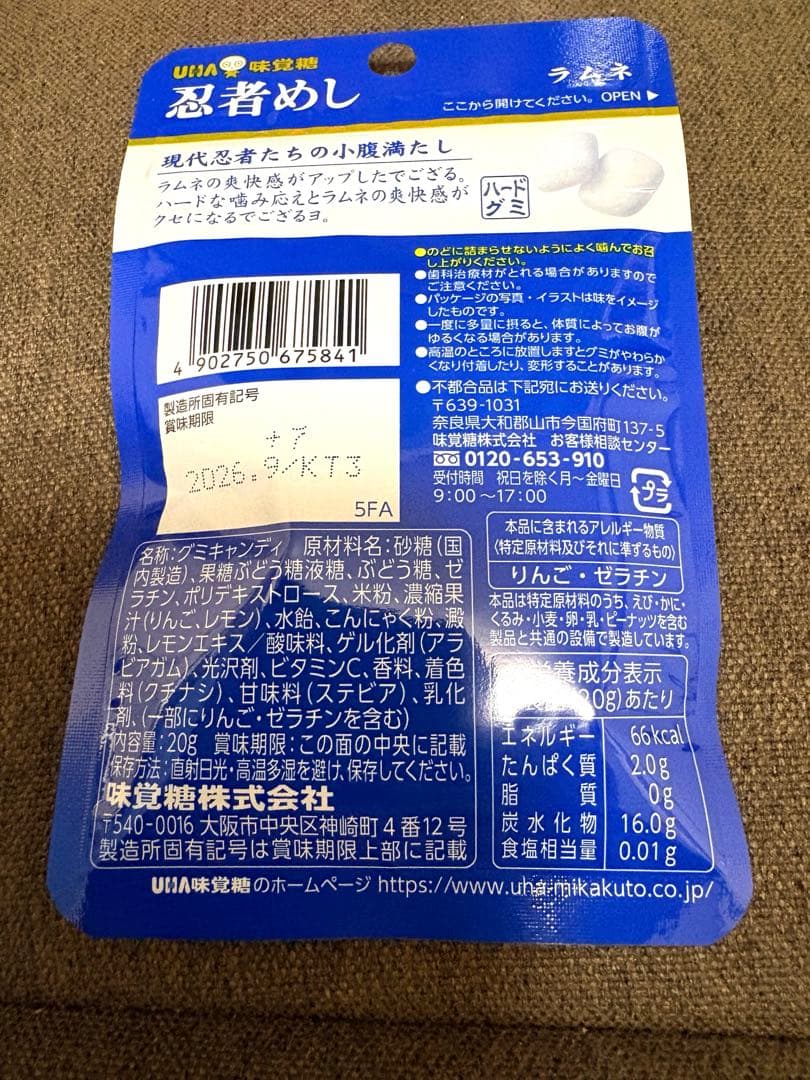 UHA 味覚糖
忍者めし
ラムネ
ここから開けてください。OPEN ▶
現代忍者たちの小腹満たし
ラムネの爽快感がアップしたでござる。
ハードな噛み応えとラムネの爽快感が
クセになるでござるヨ。
ハード
グミ
●のどに詰まらせないようによく噛んでお召
し上がりください。
●歯科治療材がとれる場合がありますので
ご注意ください。
●パッケージの写真・イラストは味をイメージ
したものです。
●一度に多量に摂ると、体質によってお腹が
ゆるくなる場合があります。
●高温のところに放置しますとグミがやわらか
くなり付着したり、変形することがあります。
●不都合品は下記宛にお送りください。
〒639-1031
奈良県大和郡山市今国府町137-5
味覚糖株式会社 お客様相談センター
0120-653-910
受付時間 祝日を除く月~金曜日
9:00~17:00
プラ
4 902750 675841
製造所固有記号
賞味期限
+7
2026.9/KT3
5FA
名称:グミキャンディ 原材料名:砂糖(国
内製造)、果糖ぶどう糖液糖、ぶどう糖、ゼ
ラチン、ポリデキストロース、米粉、濃縮果
汁(りんご、レモン)、水飴、こんにゃく粉、澱
粉、レモンエキス/酸味料、ゲル化剤(アラ
ビアガム)、光沢剤、ビタミンC、香料、着色
料(クチナシ)、甘味料(ステビア)、乳化
剤、(一部にりんご・ゼラチンを含む)
内容量:20g 賞味期限:この面の中央に記載
保存方法:直射日光・高温多湿を避け、保存してください。
味覚糖株式会社
〒540-0016 大阪市中央区神崎町4番12号
製造所固有記号は賞味期限上部に記載
本品に含まれるアレルギー物質
(特定原材料及びそれに準ずるもの)
りんご・ゼラチン
本品は特定原材料のうち、えび・かに・
くるみ・小麦・卵・乳・ピーナッツを含む
製品と共通の設備で製造しています。
栄養成分表示
20g)あたり
エネルギー 66kcal
たんぱく質 2.0g
脂質 0g
炭水化物 16.0g
食塩相当量 0.01g
UHA味覚糖のホームページ https://www.uha-mikakuto.co.jp/